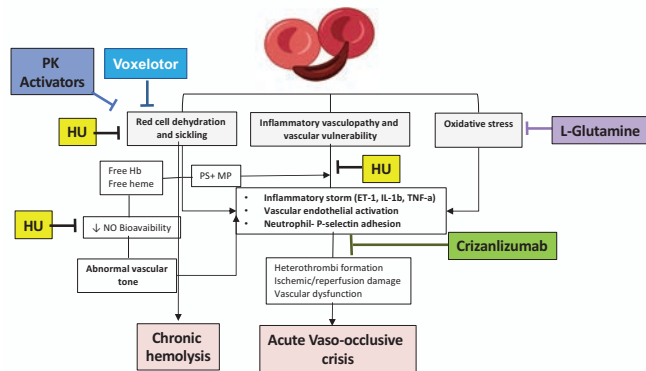 PK
Activators
Voxelotor
HU
Red cell dehydration
and sickling
Inflammatory vasculopathy and
vascular vulnerability
Oxidative stress
L-Glutamine
Free Hb
Free heme
PS+ MP
HU
HU
↓ NO Bioavaibility
• Inflammatory storm (ET-1, IL-1b, TNF-a)
• Vascular endothelial activation
• Neutrophil- P-selectin adhesion
Crizanlizumab
Abnormal vascular
tone
Heterothrombi formation
Ischemic/reperfusion damage
Vascular dysfunction
Chronic
hemolysis
Acute Vaso-occlusive
crisis